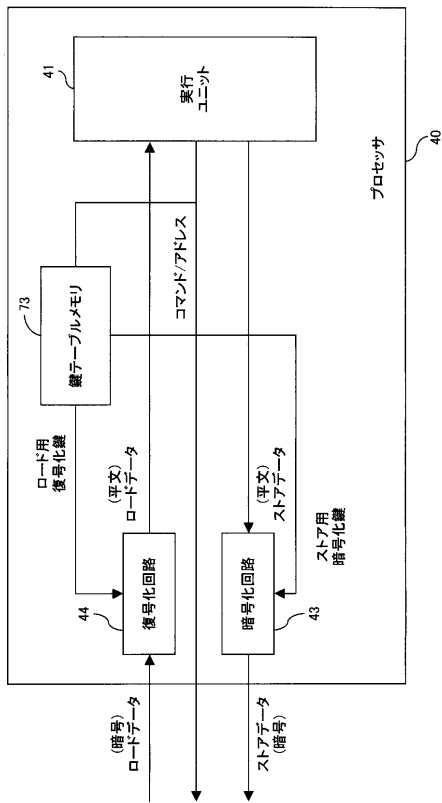 41
実行
ユニット
プロセッサ
40
73
鍵テーブルメモリ
コマンド/アドレス
ロード用
復号化鍵
(平文)
ロードデータ
(平文)
ストアデータ
ストア用
暗号化鍵
44
復号化回路
暗号化回路
43
(暗号)
ロードデータ
ストアデータ
(暗号)